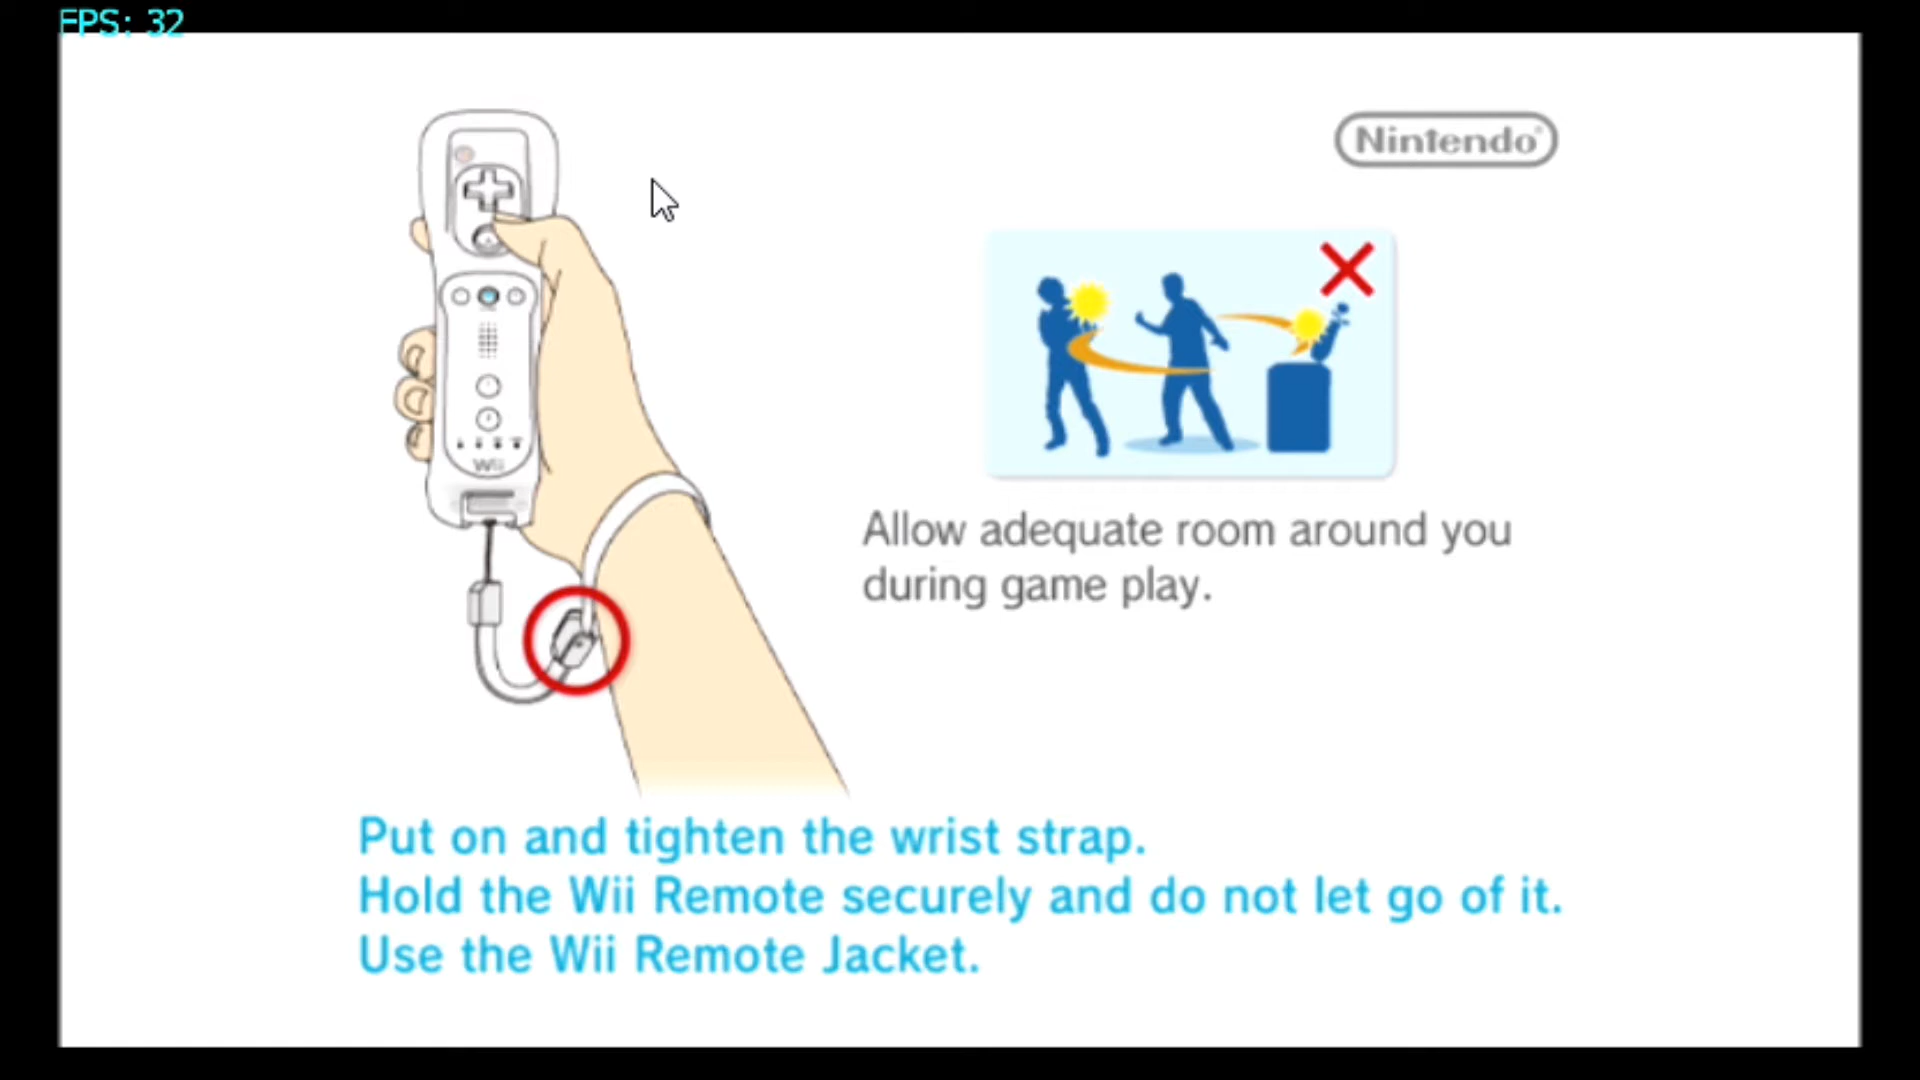 FPS: 32
Nintendo®
Wii
Allow adequate room around you
during game play.
Put on and tighten the wrist strap.
Hold the Wii Remote securely and do not let go of it.
Use the Wii Remote Jacket.